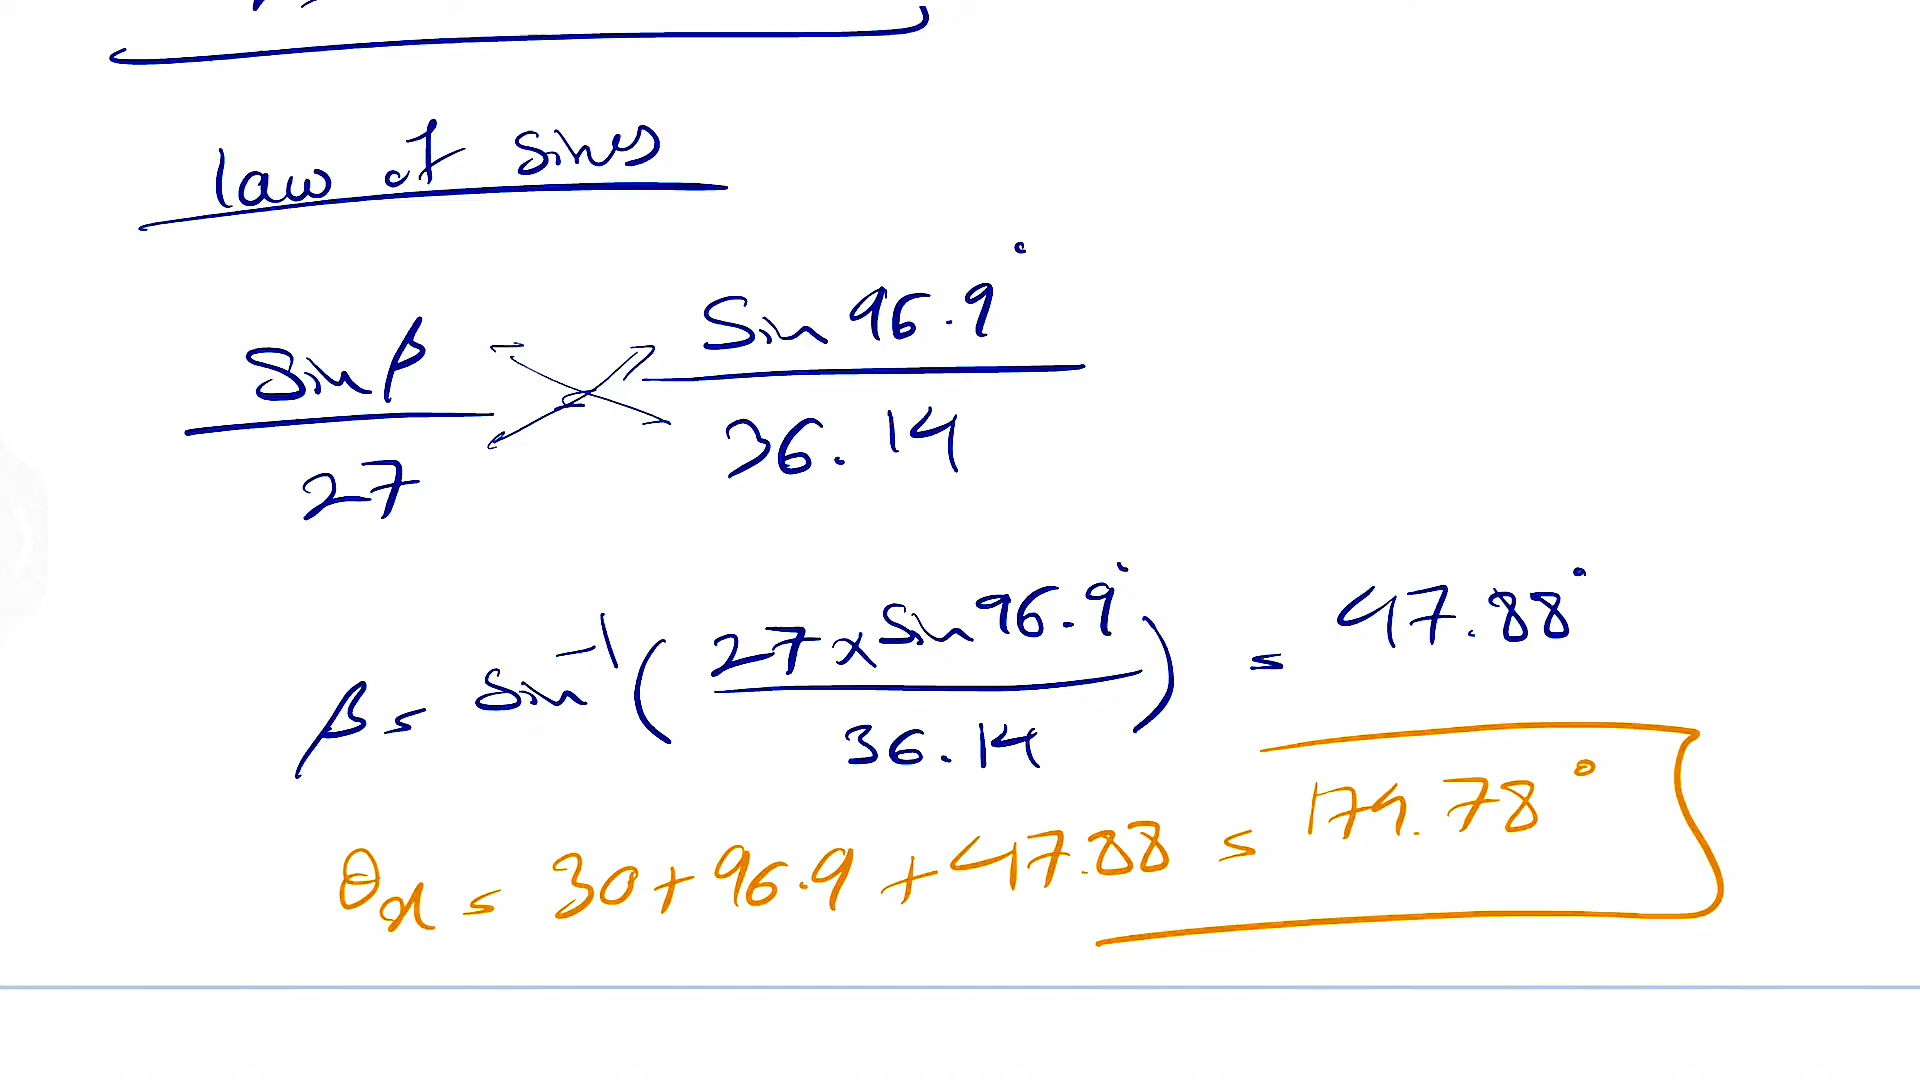 law of sines
Sin β / 27 = Sin 96.9° / 36.14
β = Sin⁻¹ ( 27 x Sin 96.9° / 36.14 ) = 47.88°
θx = 30 + 96.9 + 47.88 = 174.78°